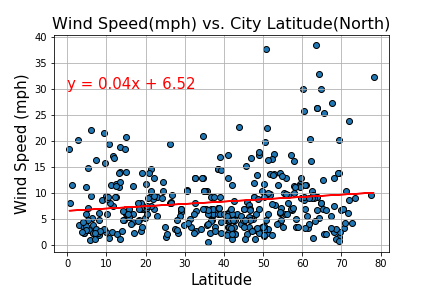 Wind Speed(mph) vs. City Latitude(North)
40
35
30
25
20
15
10
5
0
Wind Speed (mph)
y = 0.04x + 6.52
0 10 20 30 40 50 60 70 80
Latitude